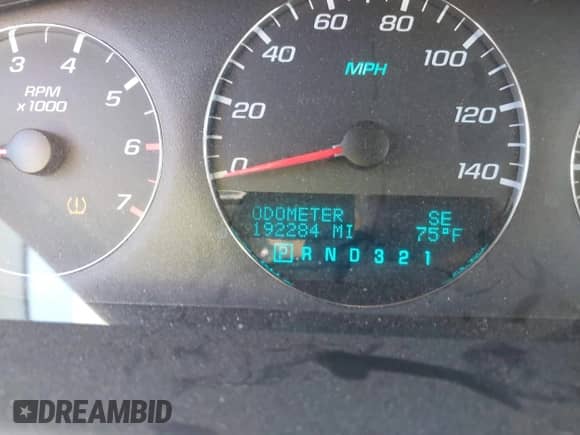 3 4 5 6 7
RPM
x1000
0 20 40 60 80 100 120 140
MPH
ODOMETER SE
192284 MI 75°F
P R N D 3 2 1
DREAMBID